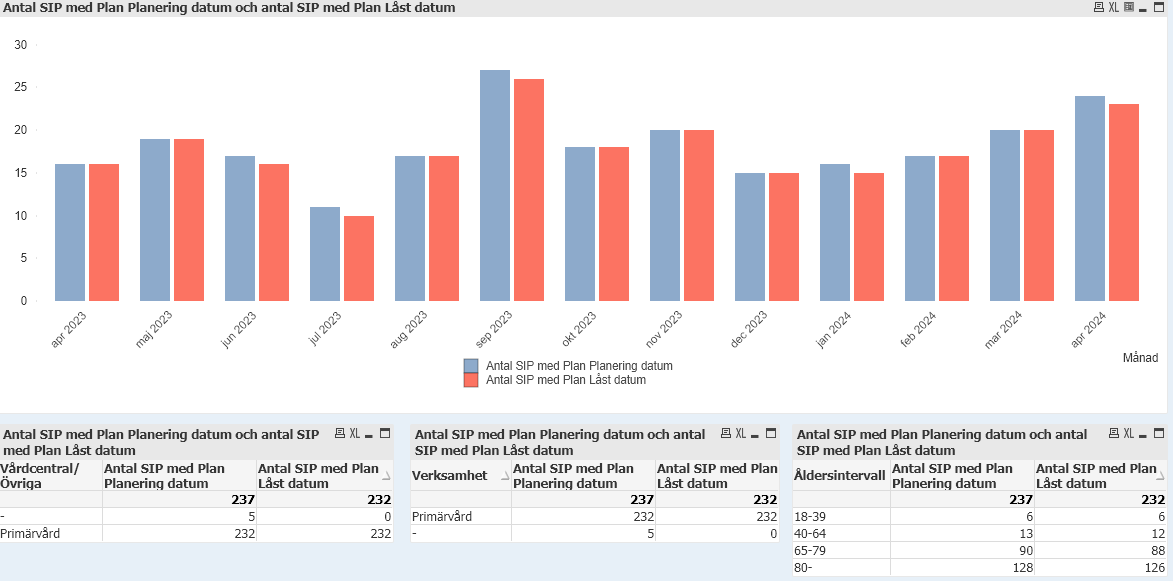 Antal SIP med Plan Planering datum och antal SIP med Plan Låst datum
XL
30
25
20
15
10
5
0
apr 2023
maj 2023
jun 2023
jul 2023
aug 2023
sep 2023
okt 2023
nov 2023
dec 2023
jan 2024
feb 2024
mar 2024
apr 2024
Månad
Antal SIP med Plan Planering datum
Antal SIP med Plan Låst datum
Antal SIP med Plan Planering datum och antal SIP XL
med Plan Låst datum
Vårdcentral/ Antal SIP med Plan Antal SIP med Plan
Övriga Planering datum Låst datum
237 232
- 5 0
Primärvård 232 232
Antal SIP med Plan Planering datum och antal XL
SIP med Plan Låst datum
Verksamhet Antal SIP med Plan Antal SIP med Plan
Planering datum Låst datum
237 232
Primärvård 232 232
- 5 0
Antal SIP med Plan Planering datum och antal XL
SIP med Plan Låst datum
Åldersintervall Antal SIP med Plan Antal SIP med Plan
Planering datum Låst datum
237 232
18-39 6 6
40-64 13 12
65-79 90 88
80- 128 126